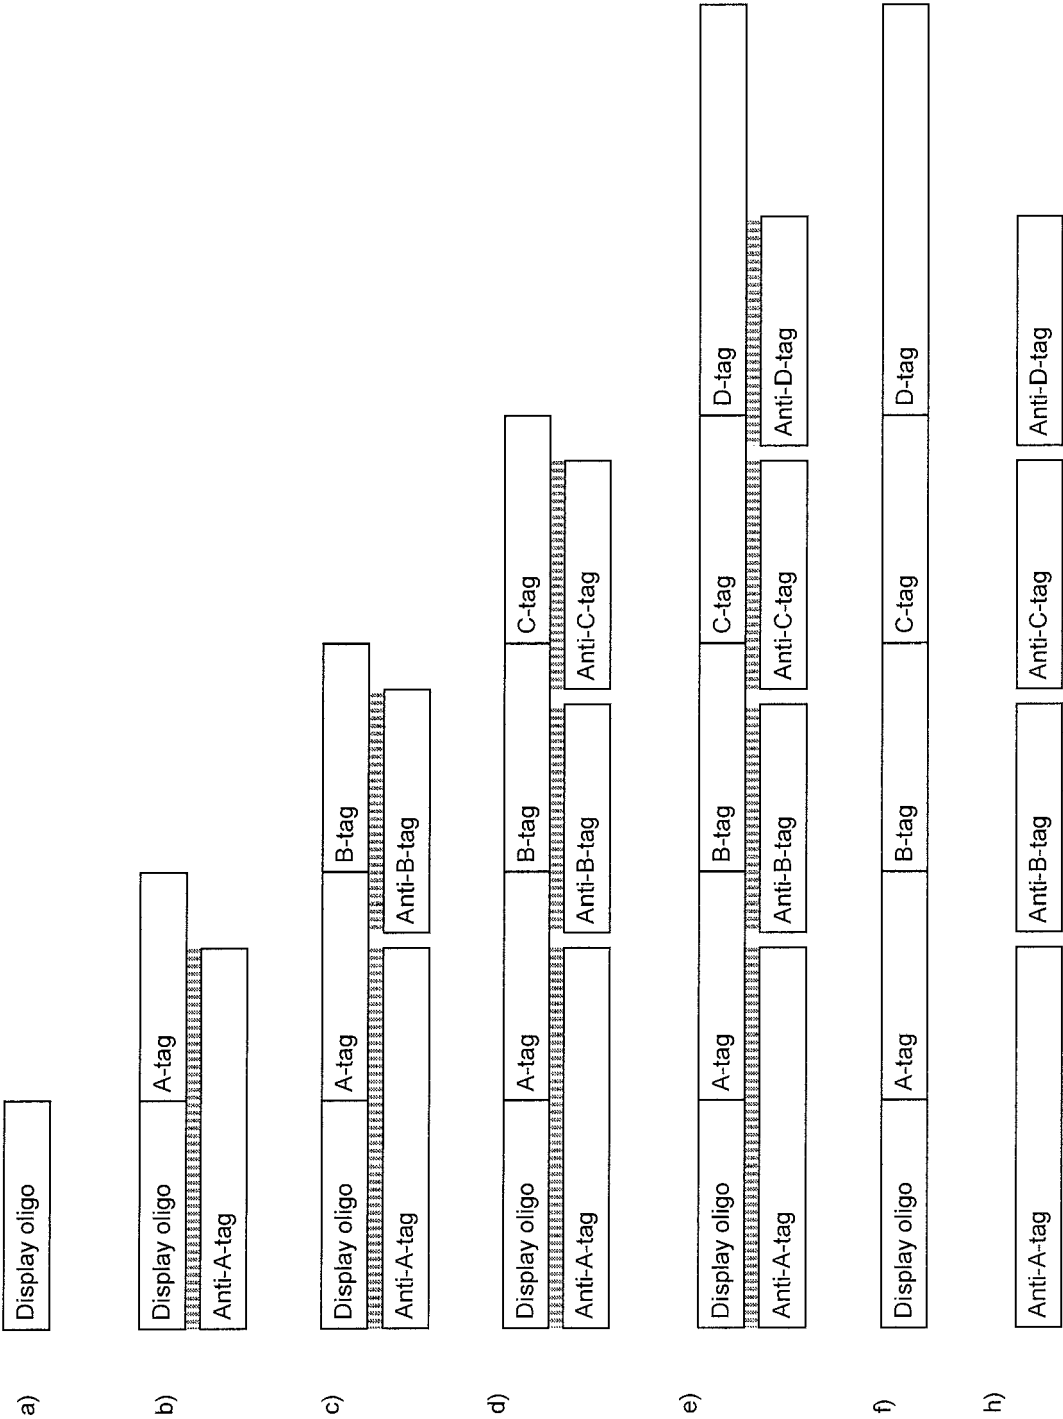 a)
Display oligo
b)
Display oligo A-tag
Anti-A-tag
c)
Display oligo A-tag B-tag
Anti-A-tag Anti-B-tag
d)
Display oligo A-tag B-tag C-tag
Anti-A-tag Anti-B-tag Anti-C-tag
e)
Display oligo A-tag B-tag C-tag D-tag
Anti-A-tag Anti-B-tag Anti-C-tag Anti-D-tag
f)
Display oligo A-tag B-tag C-tag D-tag
h)
Anti-A-tag Anti-B-tag Anti-C-tag Anti-D-tag